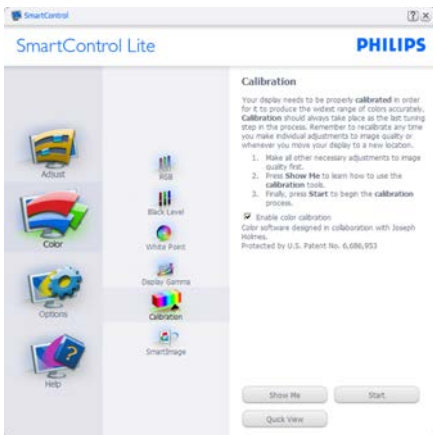 SmartControl
SmartControl Lite
PHILIPS
Adjust
Color
Options
Help
RGB
Black Level
White Point
Display Gamma
Calibration
SmartImage
Calibration
Your display needs to be properly calibrated in order
for it to produce the widest range of colors accurately.
Calibration should always take place as the last tuning
step in the process. Remember to recalibrate any time
you make individual adjustments to image quality or
whenever you move your display to a new location.
1. Make all other necessary adjustments to image
quality first.
2. Press Show Me to learn how to use the
calibration tools.
3. Finally, press Start to begin the calibration
process.
Enable color calibration
Color software designed in collaboration with Joseph
Holmes.
Protected by U.S. Patent No. 6,686,953
Show Me
Start
Quick View